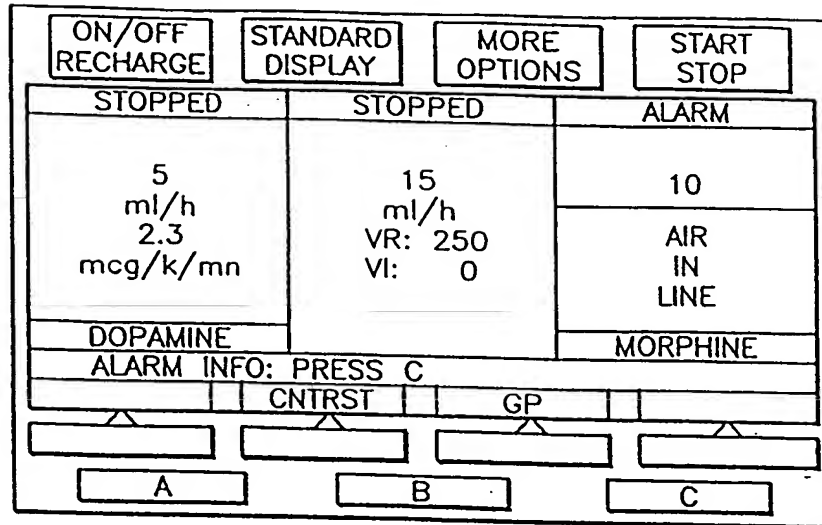 ON/OFF RECHARGE
STANDARD DISPLAY
MORE OPTIONS
START STOP
STOPPED
5
ml/h
2.3
mcg/k/mn
DOPAMINE
STOPPED
15
ml/h
VR: 250
VI: 0
ALARM
10
AIR
IN
LINE
MORPHINE
ALARM INFO: PRESS C
CNTRST
GP
A
B
C